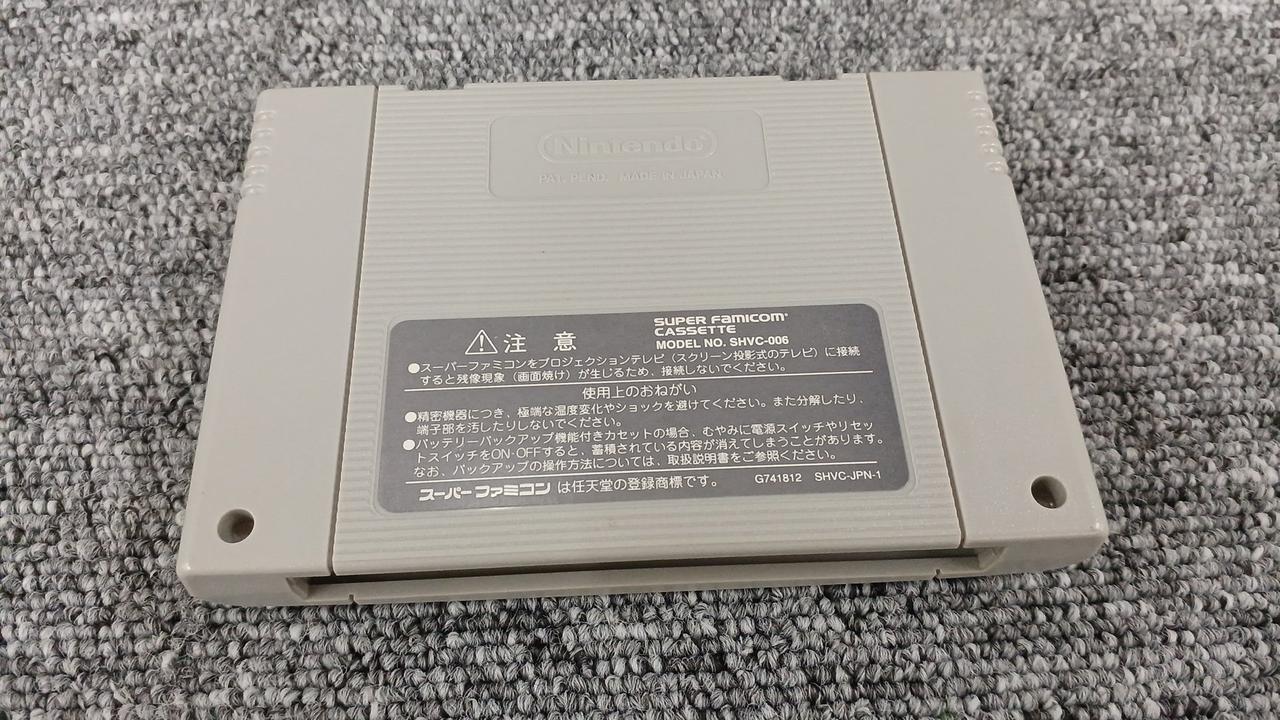 Nintendo
PAT. PEND. MADE IN JAPAN
注意
SUPER FAMICOM
CASSETTE
MODEL NO. SHVC-006
●スーパーファミコンをプロジェクションテレビ（スクリーン投影式のテレビ）に接続
すると残像現象（画面焼け）が生じるため、接続しないでください。
使用上のおねがい
●精密機器につき、極端な温度変化やショックを避けてください。また分解したり、
端子部を汚したりしないでください。
●バッテリーバックアップ機能付きカセットの場合、むやみに電源スイッチやリセッ
トスイッチをON・OFFすると、蓄積されている内容が消えてしまうことがあります。
なお、バックアップの操作方法については、取扱説明書をご参照ください。
スーパーファミコン は任天堂の登録商標です。 G741812 SHVC-JPN-1